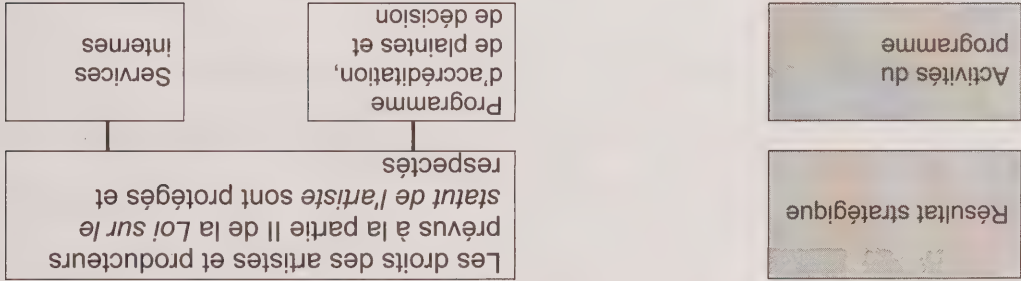 Résultat stratégique
Les droits des artistes et producteurs
prévus à la partie II de la Loi sur le
statut de l'artiste sont protégés et
respectés
Activités du
programme
Programme
d'accréditation,
de plaintes et
de décision
Services
internes